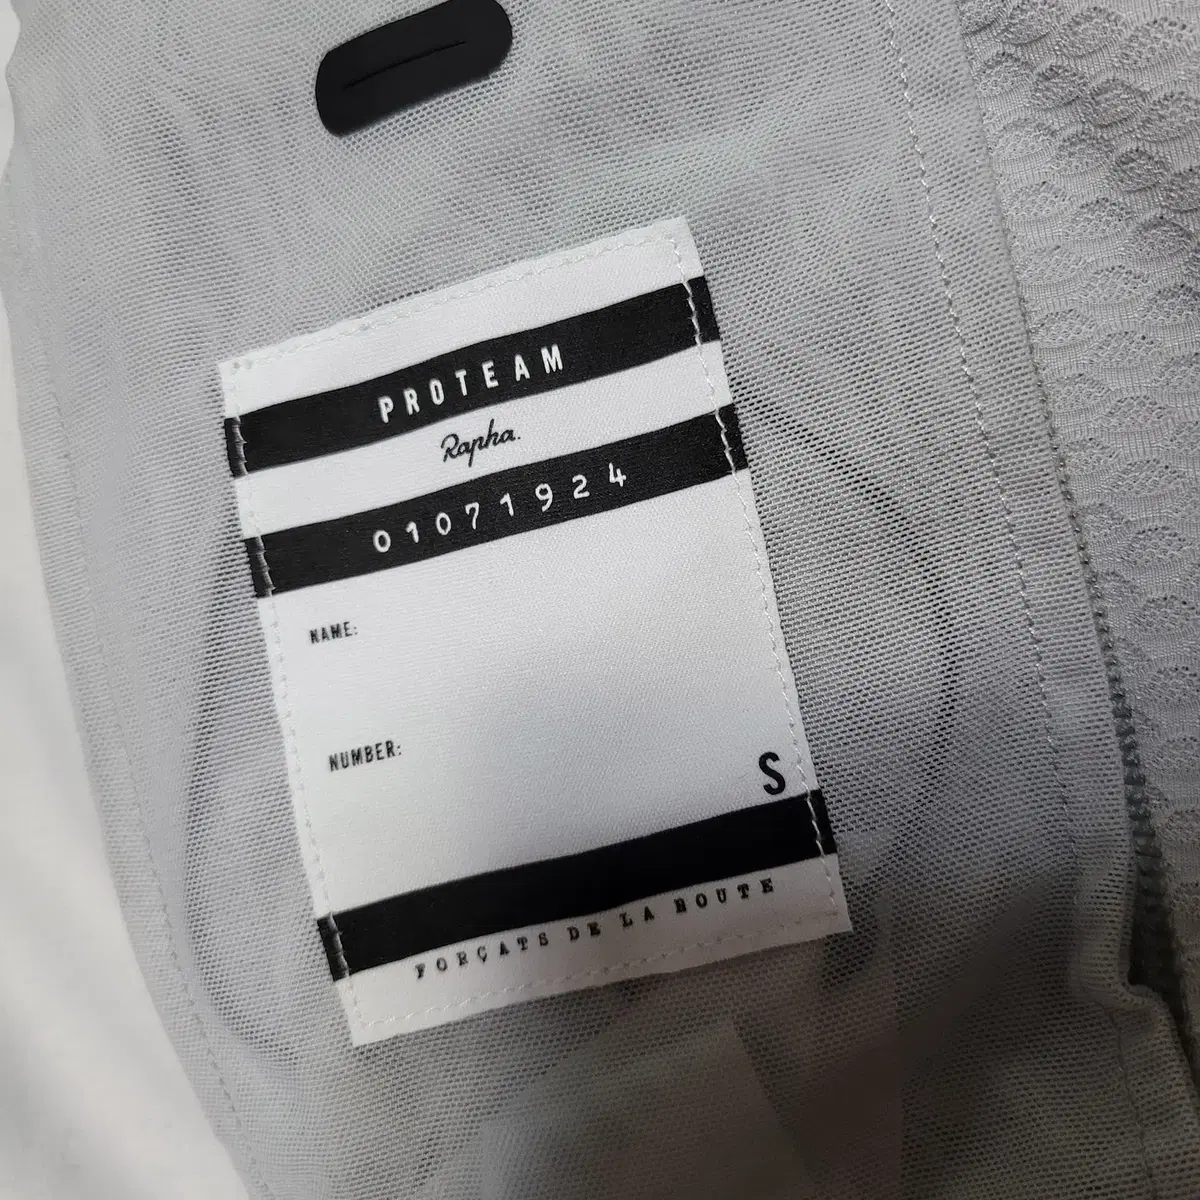 PROTEAM
Rapha.
01071924
NAME:
NUMBER:
S
FORÇATS DE LA ROUTE